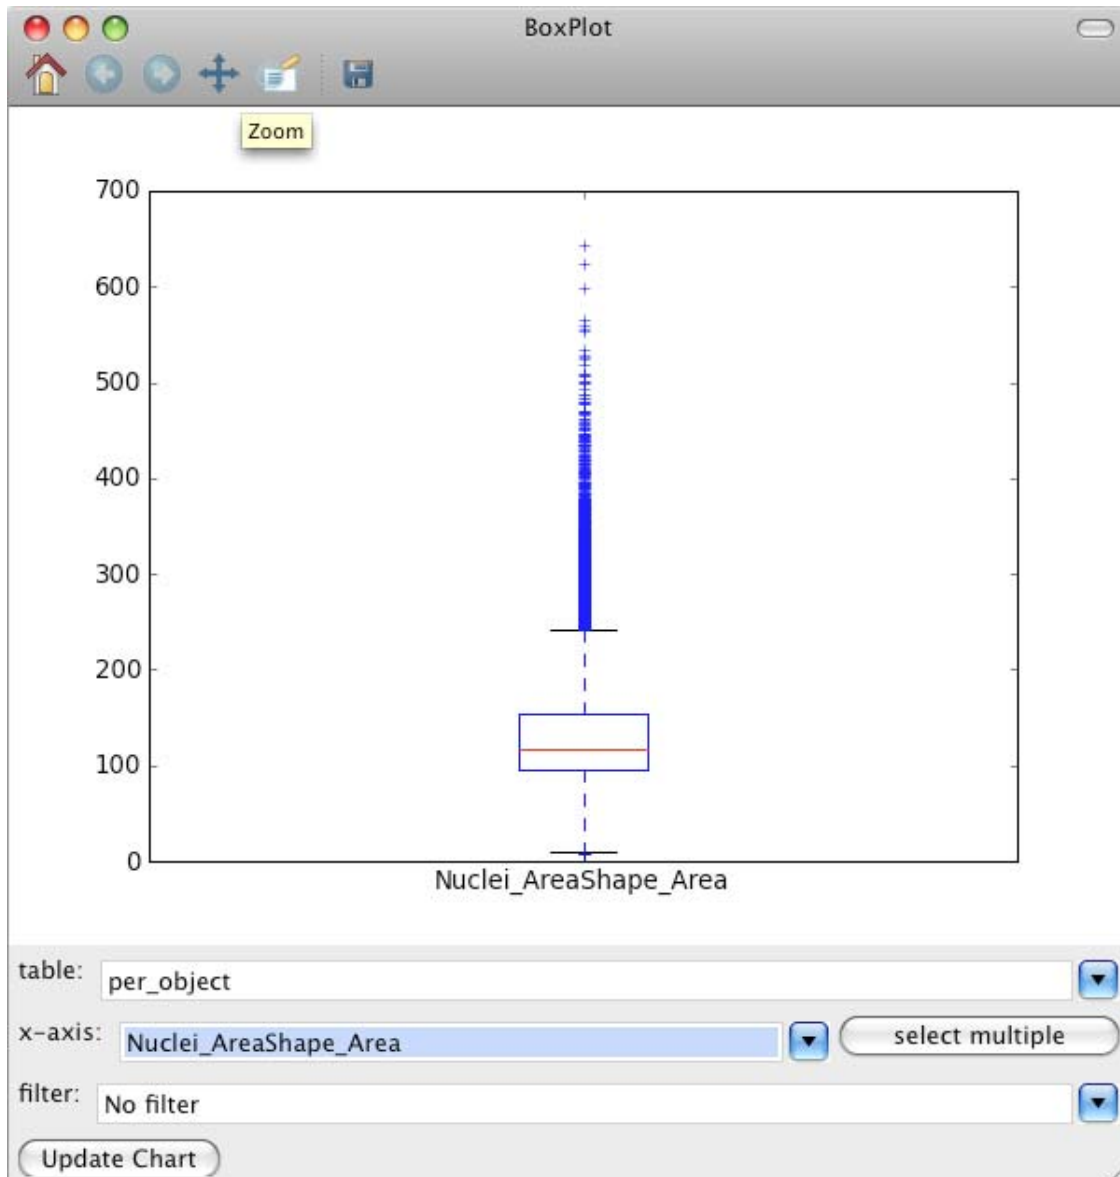 BoxPlot
Zoom
700
600
500
400
300
200
100
0
Nuclei_AreaShape_Area
table: per_object
x-axis: Nuclei_AreaShape_Area select multiple
filter: No filter
Update Chart